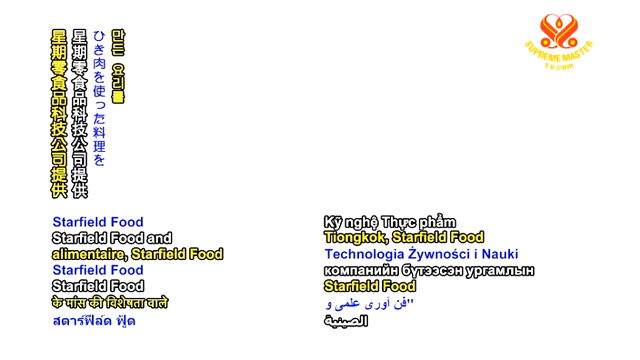 星期零食品科技公司提供
星期零食品科技公司提供
ひき肉を使った料理を
만든 요리를
SUPREME MASTER
TV.com
Starfield Food
Starfield Food and
alimentaire, Starfield Food
Starfield Food
Starfield Food
के मांस की विशेषता वाले
สตาร์ฟิลด์ ฟู้ด
Kỹ nghệ Thực phẩm
Tiongkok, Starfield Food
Technologia Żywności i Nauki
компанийн бүтээсэн ургамлын
Starfield Food
"فن آوری علمی و
الصينية